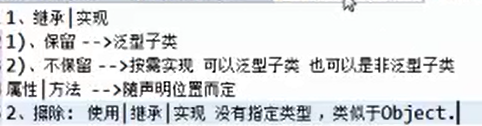 1、继承|实现
1)、保留 -->泛型子类
2)、不保留 -->按需实现 可以泛型子类 也可以是非泛型子类
属性|方法 -->随声明位置而定
2、擦除: 使用|继承|实现 没有指定类型 ，类似于Object.